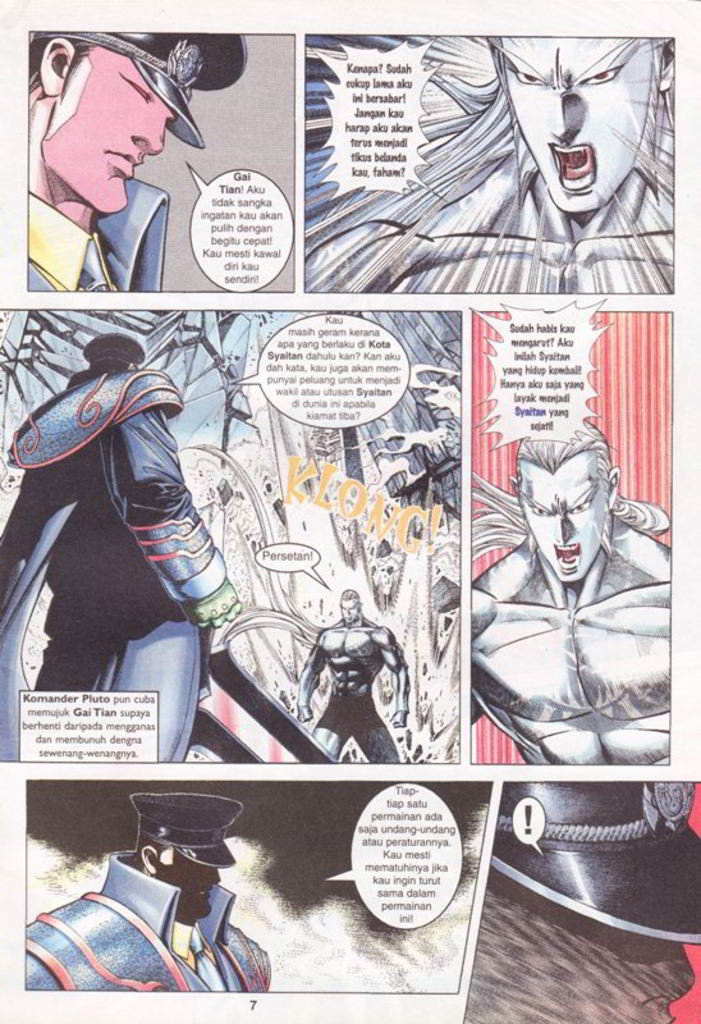 Gai
Tian! Aku
tidak sangka
ingatan kau akan
pulih dengan
begitu cepat!
Kau mesti kawal
diri kau
sendiri!
Kenapa? Sudah
cukup lama aku
ini bersabar!
Jangan kau
harap aku akan
terus menjadi
tikus belanda
kau, faham?
Kau
masih geram kerana
apa yang berlaku di Kota
Syaitan dahulu kan? Kan aku
dah kata, kau juga akan mem-
punyai peluang untuk menjadi
wakil atau utusan Syaitan
di dunia ini apabila
kiamat tiba?
KLONG!
Persetan!
Komander Pluto pun cuba
memujuk Gai Tian supaya
berhenti daripada mengganas
dan membunuh dengna
sewenang-wenangnya.
Sudah habis kau
mengarut? Aku
inilah Syaitan
yang hidup kembali!
Hanya aku saja yang
layak menjadi
Syaitan yang
sejati!
Tiap-
tiap satu
permainan ada
saja undang-undang
atau peraturannya.
Kau mesti
mematuhinya jika
kau ingin turut
sama dalam
permainan
ini!
!
7